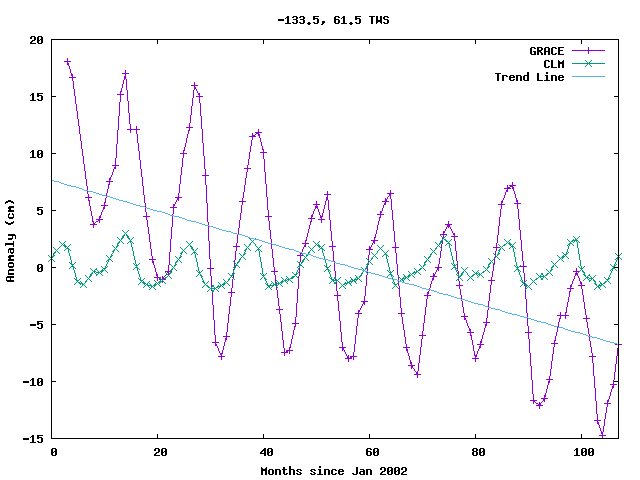 -133.5, 61.5 TWS
GRACE
CLM
Trend Line
Anomaly (cm)
20
15
10
5
0
-5
-10
-15
0 20 40 60 80 100
Months since Jan 2002